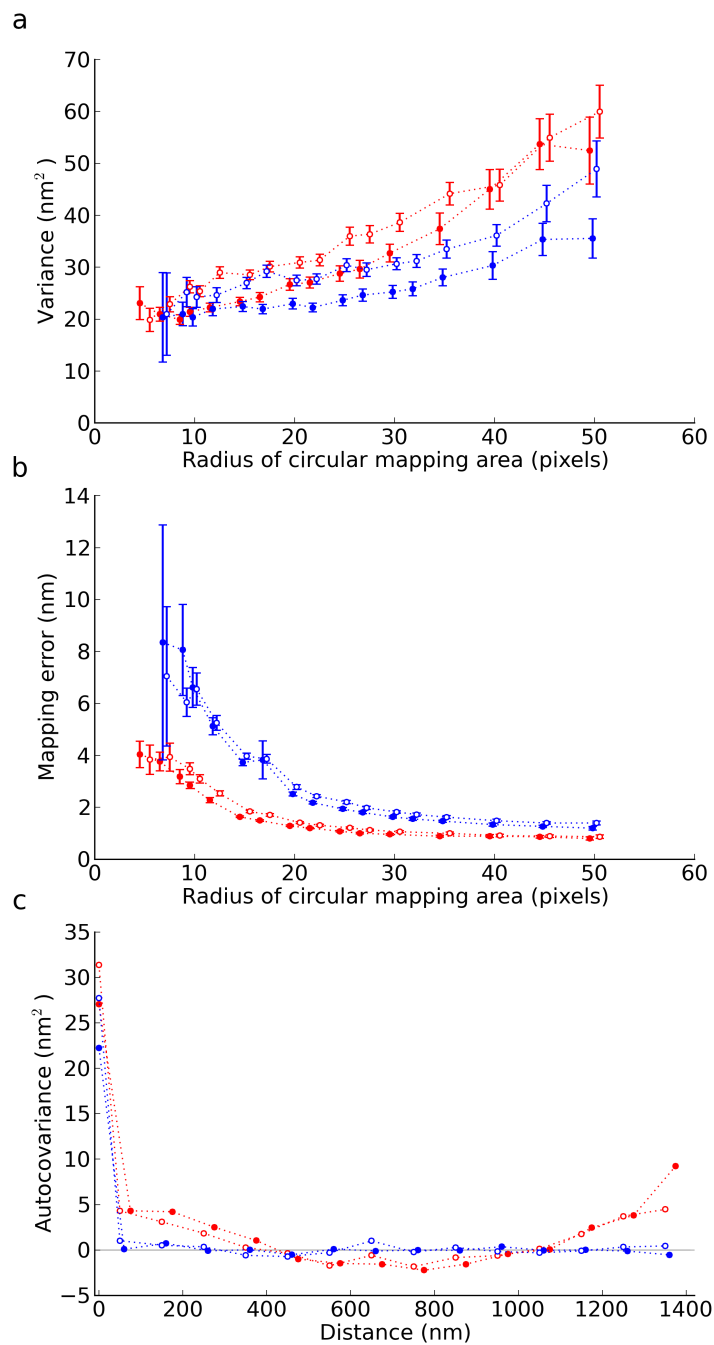 a
70
60
50
40
30
20
10
0
Variance (nm²)
0 10 20 30 40 50 60
Radius of circular mapping area (pixels)
b
14
12
10
8
6
4
2
0
Mapping error (nm)
0 10 20 30 40 50 60
Radius of circular mapping area (pixels)
c
35
30
25
20
15
10
5
0
−5
Autocovariance (nm²)
0 200 400 600 800 1000 1200 1400
Distance (nm)